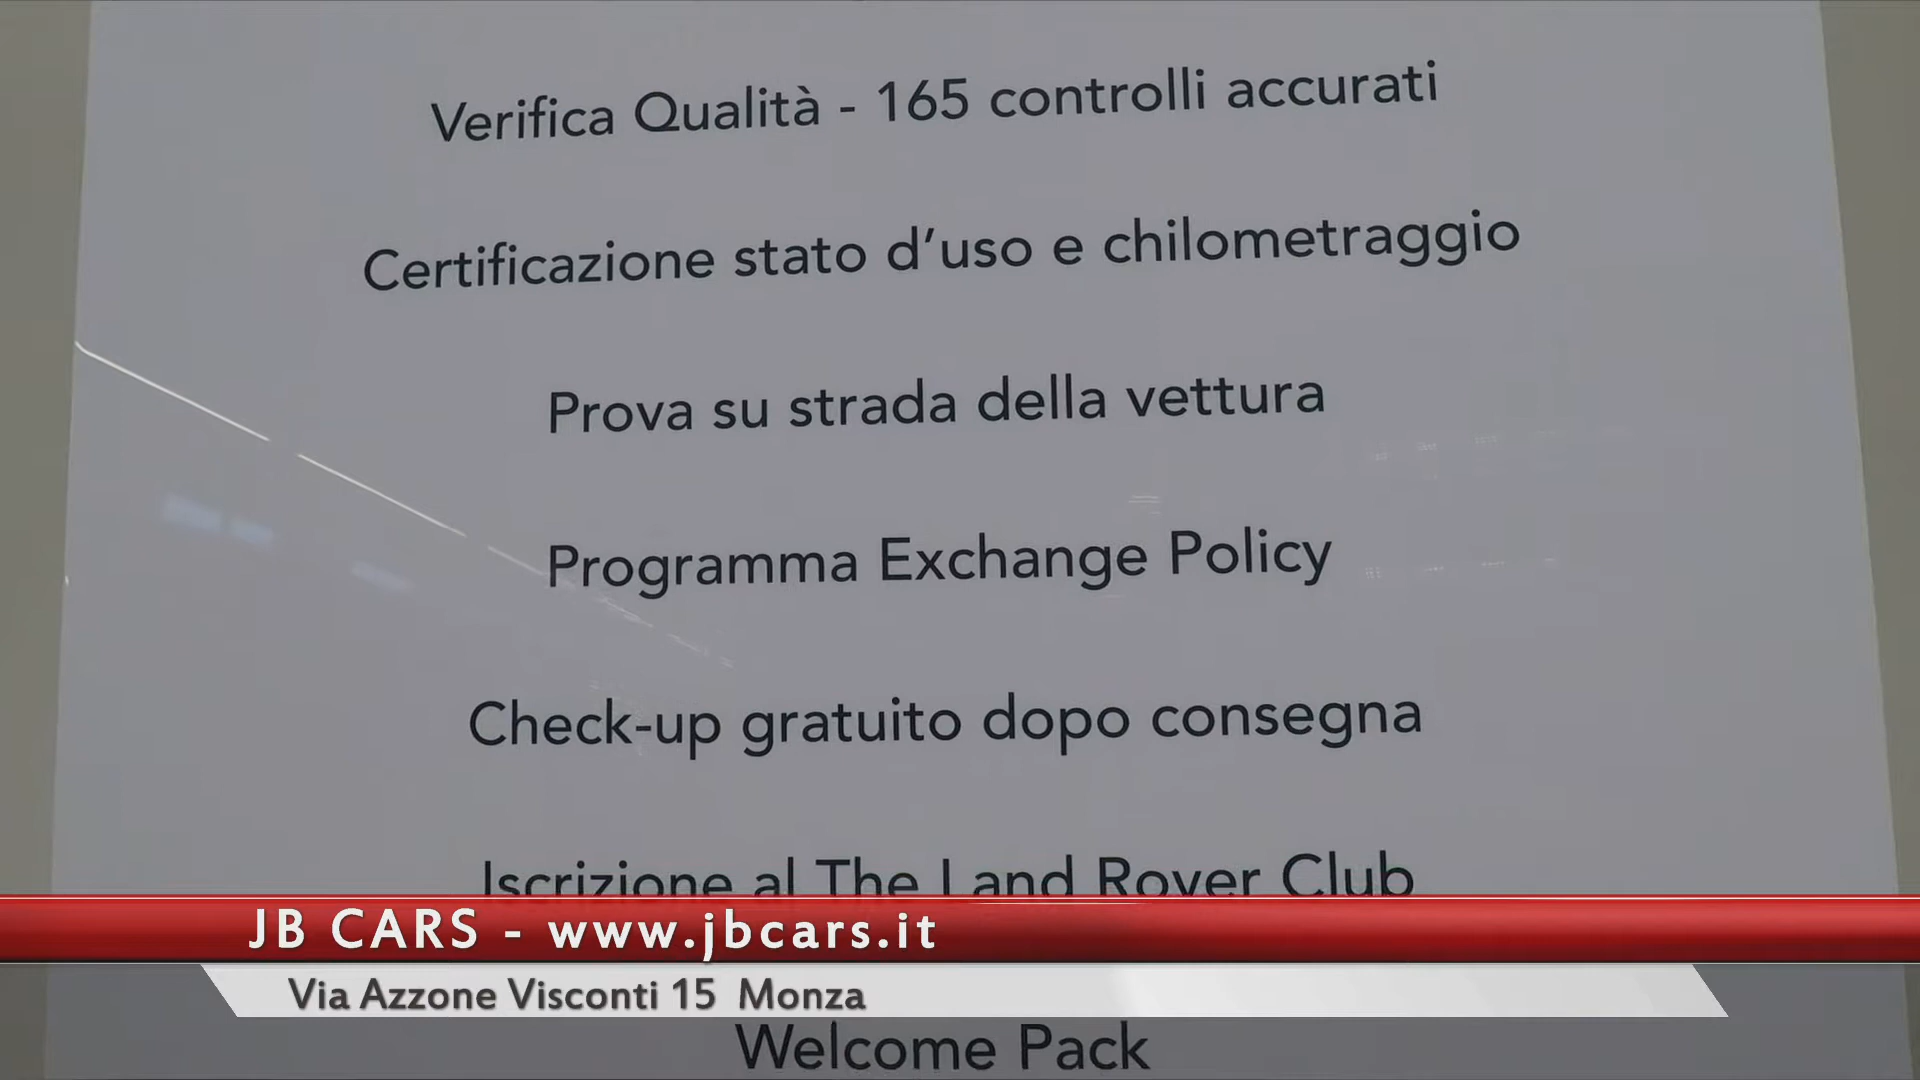 Verifica Qualità - 165 controlli accurati
Certificazione stato d'uso e chilometraggio
Prova su strada della vettura
Programma Exchange Policy
Check-up gratuito dopo consegna
Iscrizione al The Land Rover Club
JB CARS - www.jbcars.it
Via Azzone Visconti 15 Monza
Welcome Pack